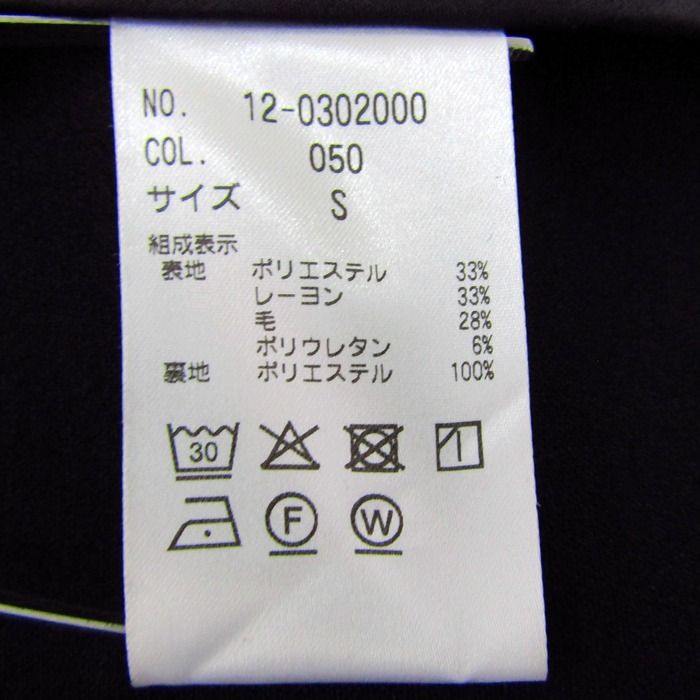 NO. 12-0302000
COL. 050
サイズ S
組成表示
表地 ポリエステル 33%
レーヨン 33%
毛 28%
ポリウレタン 6%
裏地 ポリエステル 100%
30
F W